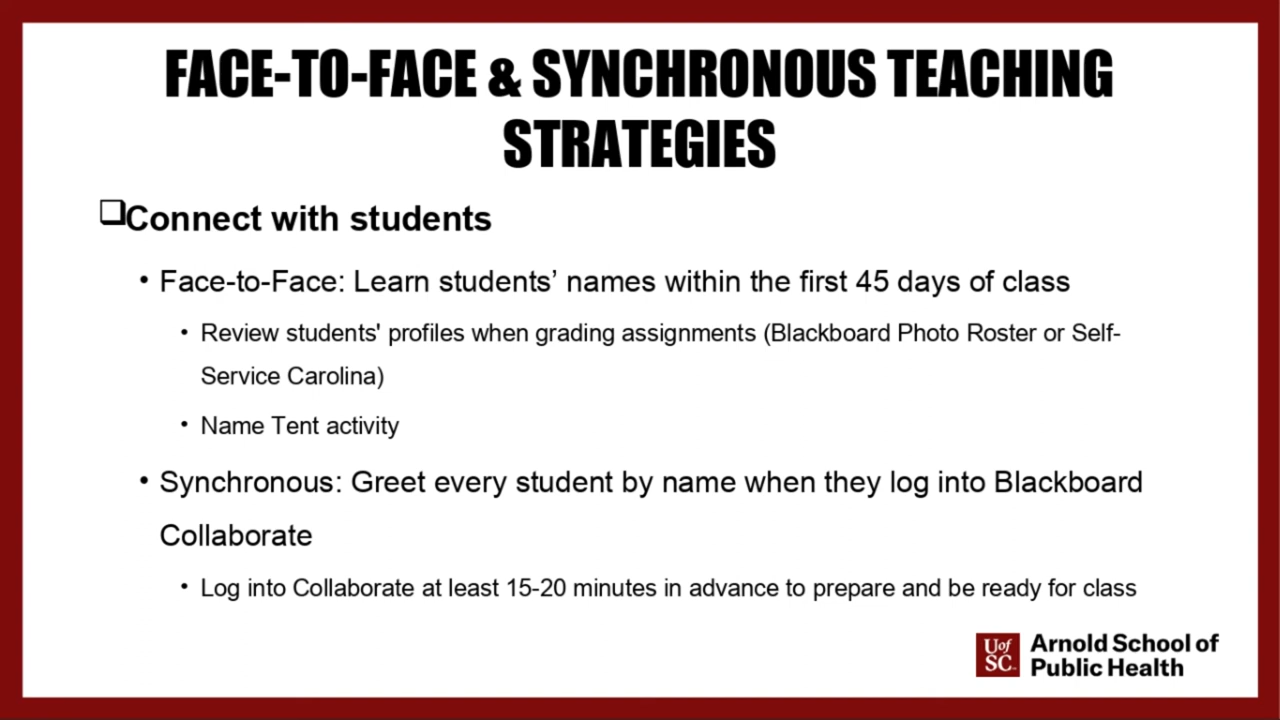 FACE-TO-FACE & SYNCHRONOUS TEACHING
STRATEGIES
❑Connect with students
• Face-to-Face: Learn students’ names within the first 45 days of class
• Review students' profiles when grading assignments (Blackboard Photo Roster or Self-
Service Carolina)
• Name Tent activity
• Synchronous: Greet every student by name when they log into Blackboard
Collaborate
• Log into Collaborate at least 15-20 minutes in advance to prepare and be ready for class
UofSC
Arnold School of
Public Health